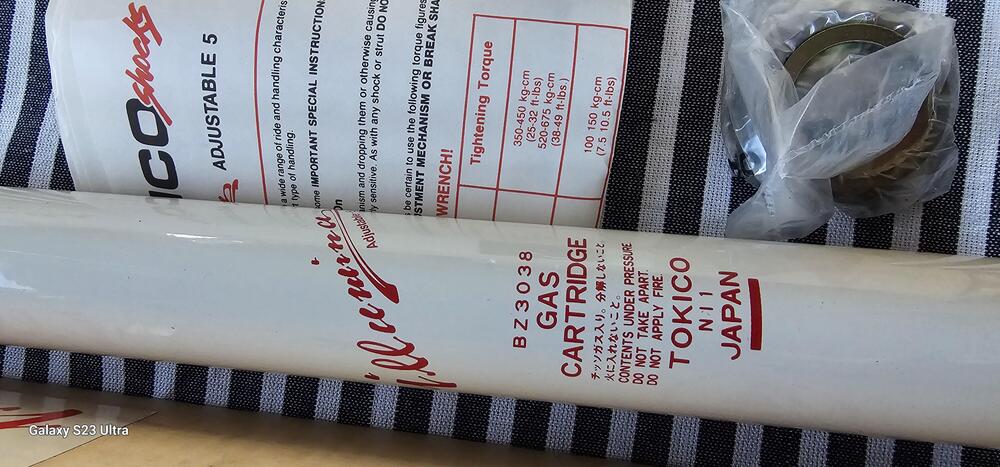 ICO
shocks
ADJUSTABLE 5
a wide range of ride and handling characteris
t type of handling.
some IMPORTANT SPECIAL INSTRUCTION
On
anism and dropping them or otherwise causing
y sensitive. As with any shock or strut DO NO
be certain to use the following torque figures
STMENT MECHANISM OR BREAK SHA
WRENCH!
Tightening Torque
350-450 kg-cm
(25-32 ft-lbs)
520-675 kg-cm
(38-49 ft-lbs.)
100 150 kg-cm
(7.5 10.5 ft-lbs.)
Illumina
BZ3038
GAS
CARTRIDGE
チッソガス入り。分解しないこと。
火に入れないこと。
CONTENTS UNDER PRESSURE
DO NOT TAKE APART.
DO NOT APPLY FIRE.
TOKICO
N11
JAPAN
Galaxy S23 Ultra